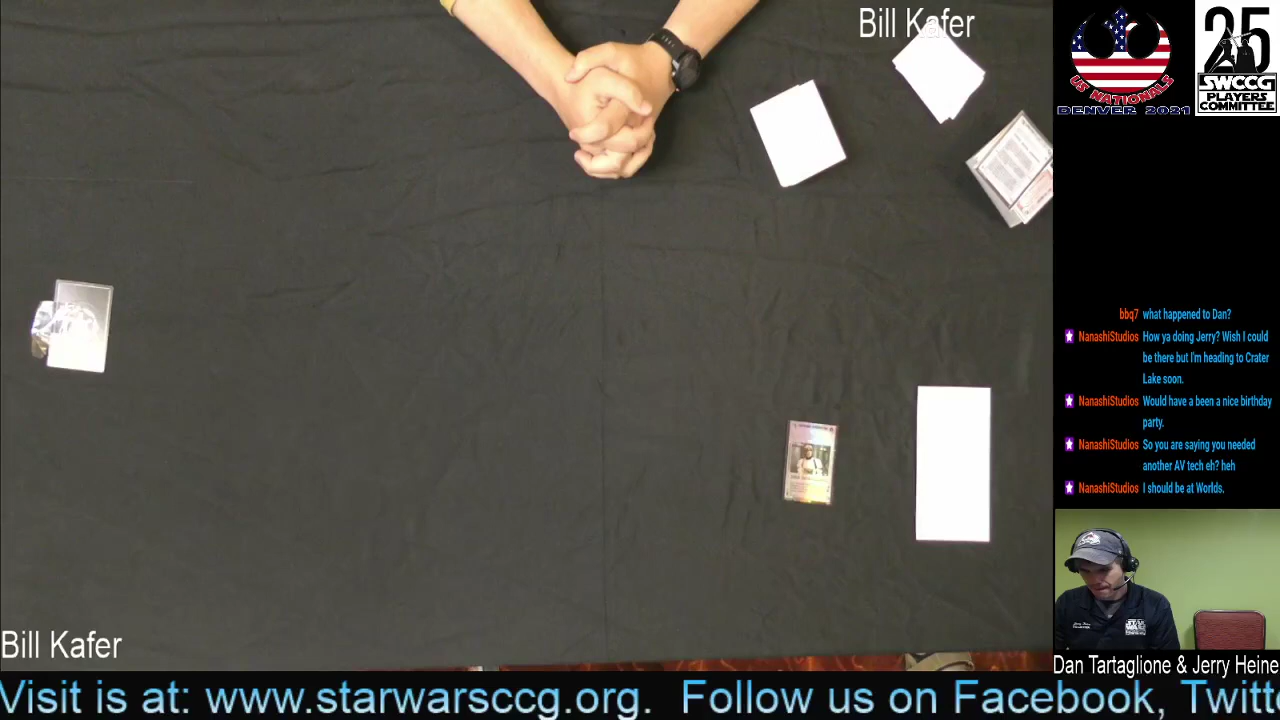 Bill Kafer
US NATIONALS
DENVER 2021
25
SWCCG
PLAYERS
COMMITTEE
bbq7 what happened to Dan?
NanashiStudios How ya doing Jerry? Wish I could
be there but I'm heading to Crater
Lake soon.
NanashiStudios Would have a been a nice birthday
party.
NanashiStudios So you are saying you needed
another AV tech eh? heh
NanashiStudios I should be at Worlds.
Bill Kafer
Dan Tartaglione & Jerry Heine
Visit is at: www.starwarsccg.org. Follow us on Facebook, Twitt